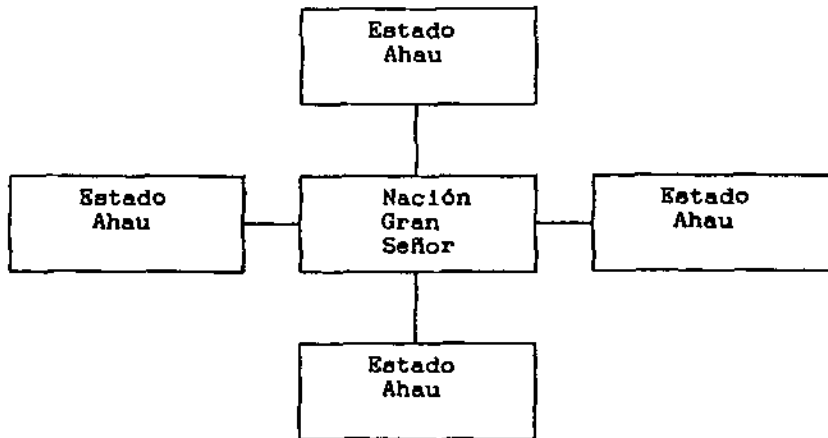 Estado
Ahau
Estado
Ahau
Nación
Gran
Señor
Estado
Ahau
Estado
Ahau